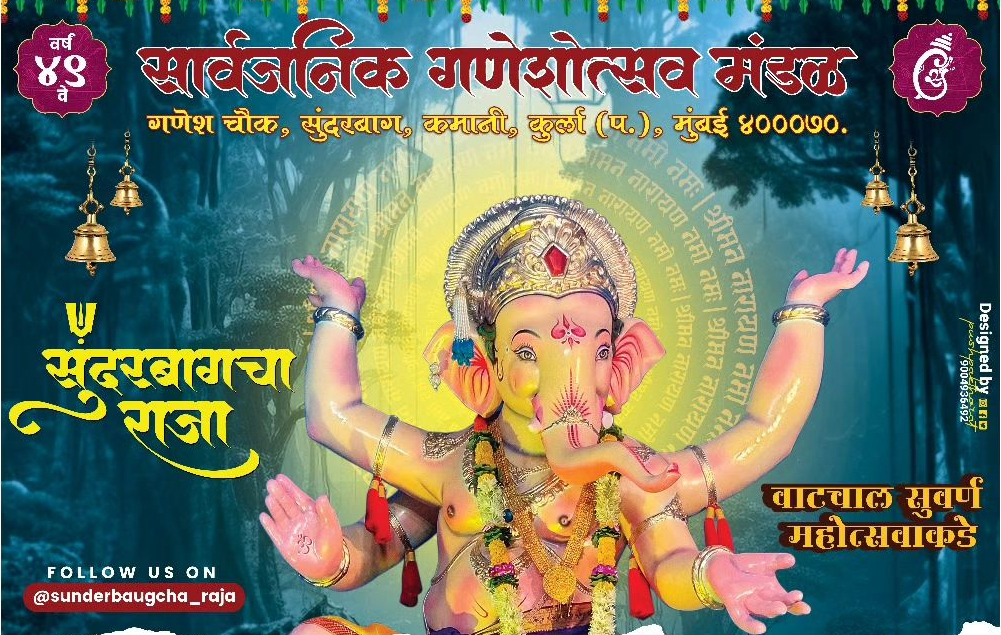 वर्ष
४९
वे
सार्वजनिक गणेशोत्सव मंडळ
गणेश चौक, सुंदरबाग, कमानी, कुर्ला (प.), मुंबई ४०००७०.
सुंदरबागचा
राजा
वाटचाल सुवर्ण
महोत्सवाकडे
Designed by
/9004936492
FOLLOW US ON
@sunderbaugcha_raja